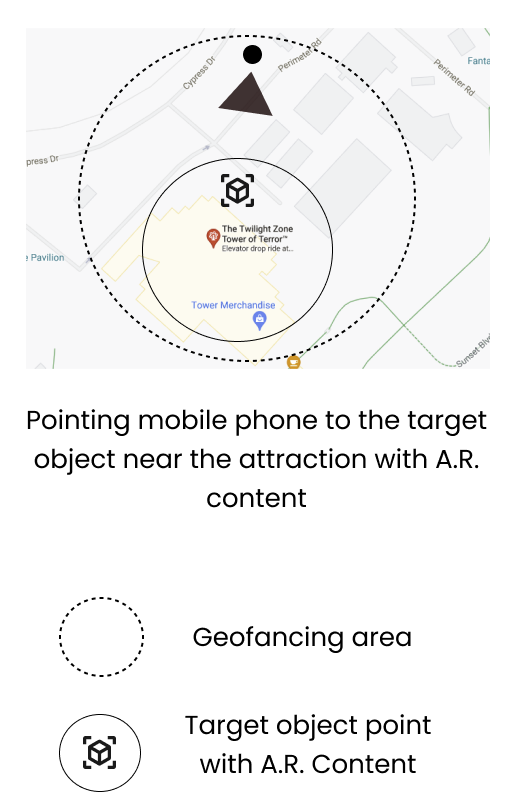 Cypress Dr
Perimeter Rd
Fanta
Perimeter Rd
press Dr
The Twilight Zone
Tower of Terror™
Elevator drop ride at...
e Pavilion
Tower Merchandise
Sunset Blv
Pointing mobile phone to the target
object near the attraction with A.R.
content
Geofancing area
Target object point
with A.R. Content